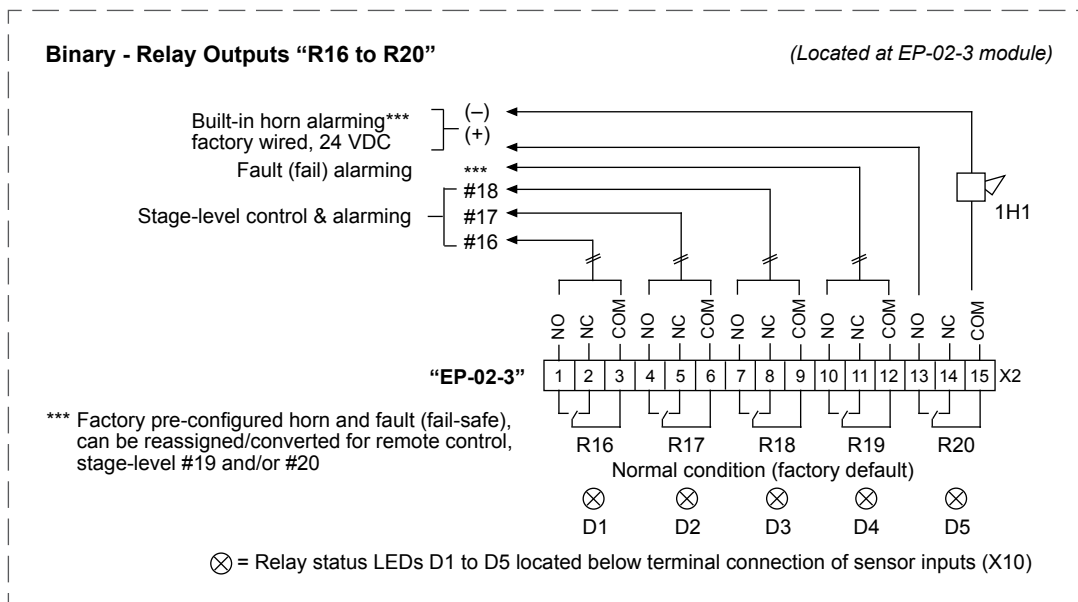 Binary - Relay Outputs “R16 to R20”
(Located at EP-02-3 module)
Built-in horn alarming***
factory wired, 24 VDC
(–)
(+)
Fault (fail) alarming
***
Stage-level control & alarming
#18
#17
#16
1H1
NO NC COM NO NC COM NO NC COM NO NC COM NO NC COM
“EP-02-3” 1 2 3 4 5 6 7 8 9 10 11 12 13 14 15 X2
R16 R17 R18 R19 R20
Normal condition (factory default)
*** Factory pre-configured horn and fault (fail-safe),
can be reassigned/converted for remote control,
stage-level #19 and/or #20
D1 D2 D3 D4 D5
= Relay status LEDs D1 to D5 located below terminal connection of sensor inputs (X10)